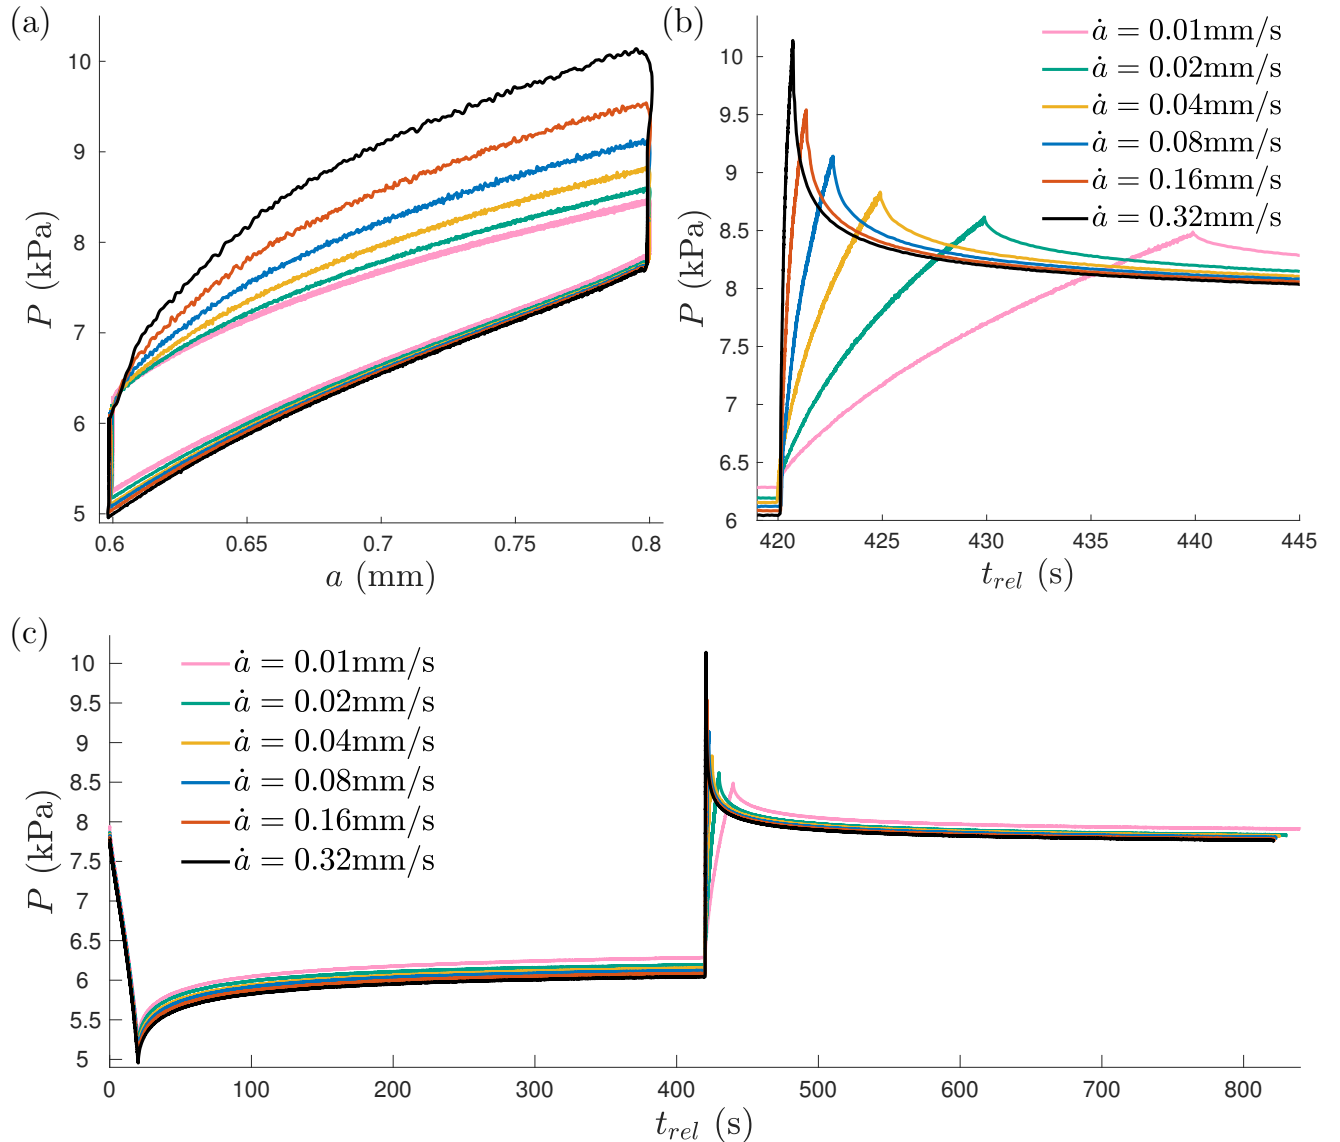 (a)
10
9
8
7
6
5
P (kPa)
0.6 0.65 0.7 0.75 0.8
a (mm)
(b)
ȧ = 0.01mm/s
ȧ = 0.02mm/s
ȧ = 0.04mm/s
ȧ = 0.08mm/s
ȧ = 0.16mm/s
ȧ = 0.32mm/s
10
9.5
9
8.5
8
7.5
7
6.5
6
P (kPa)
420 425 430 435 440 445
t_{rel} (s)
(c)
ȧ = 0.01mm/s
ȧ = 0.02mm/s
ȧ = 0.04mm/s
ȧ = 0.08mm/s
ȧ = 0.16mm/s
ȧ = 0.32mm/s
10
9.5
9
8.5
8
7.5
7
6.5
6
5.5
5
P (kPa)
0 100 200 300 400 500 600 700 800
t_{rel} (s)